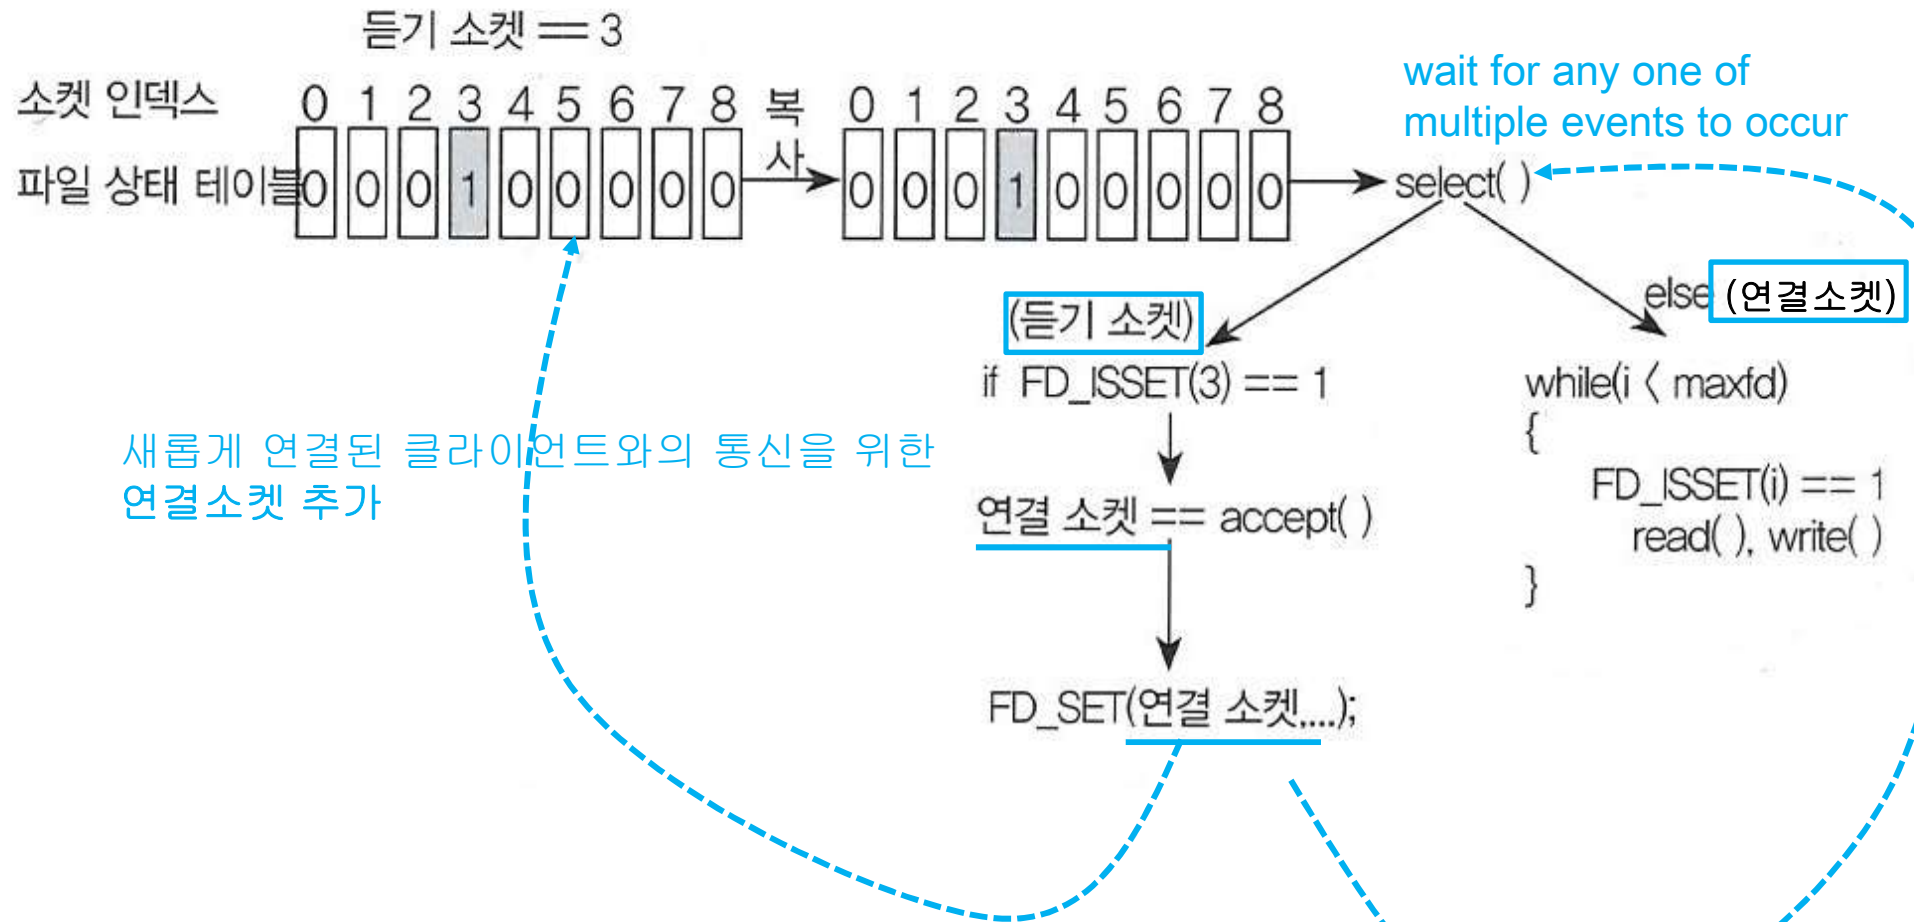 듣기 소켓 == 3
소켓 인덱스 0 1 2 3 4 5 6 7 8 복사 0 1 2 3 4 5 6 7 8
파일 상태 테이블 0 0 0 1 0 0 0 0 0 0 0 0 1 0 0 0 0 0
wait for any one of
multiple events to occur
select( )
(듣기 소켓)
if FD_ISSET(3) == 1
연결 소켓 == accept( )
FD_SET(연결 소켓,...);
else (연결소켓)
while(i < maxfd)
{
FD_ISSET(i) == 1
read( ), write( )
}
새롭게 연결된 클라이언트와의 통신을 위한
연결소켓 추가